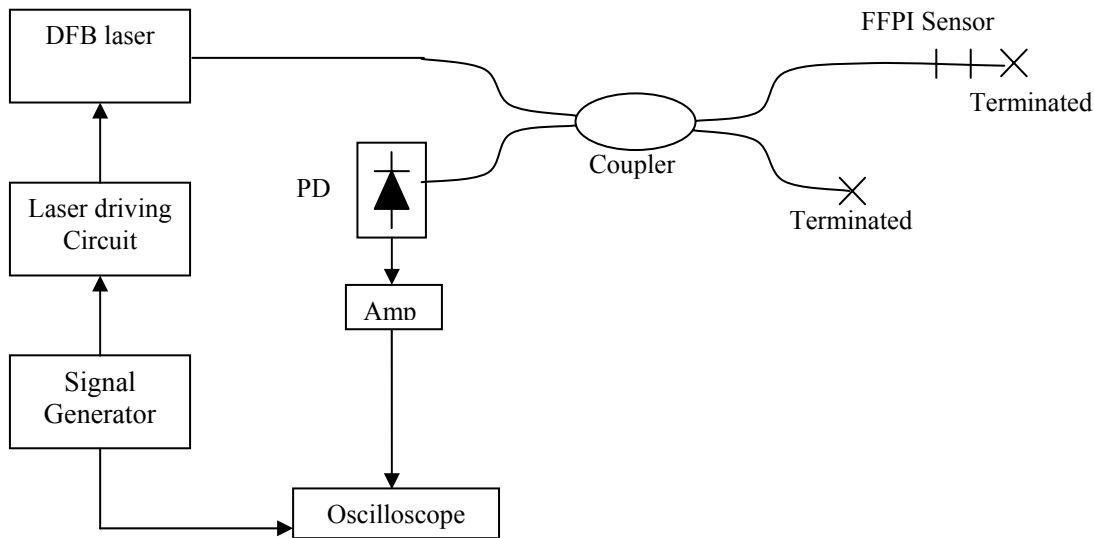 DFB laser
FFPI Sensor
Terminated
Coupler
PD
Terminated
Laser driving
Circuit
Amp
Signal
Generator
Oscilloscope